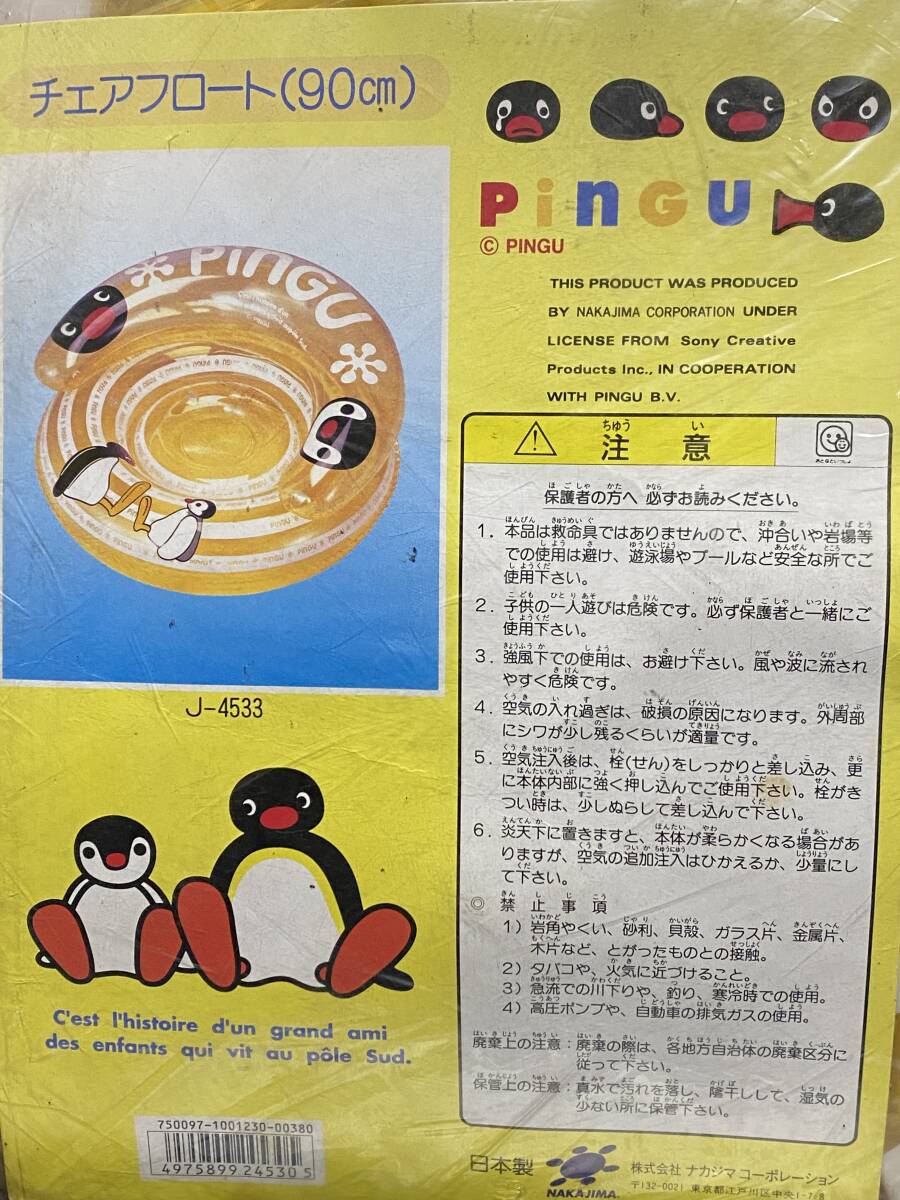 チェアフロート(90cm)
PINGU
© PINGU
THIS PRODUCT WAS PRODUCED
BY NAKAJIMA CORPORATION UNDER
LICENSE FROM Sony Creative
Products Inc., IN COOPERATION
WITH PINGU B.V.
PINGU
J-4533
C'est l'histoire d'un grand ami
des enfants qui vit au pôle Sud.
750097-1001230-00380
4975899 24530 5
注意
保護者の方へ 必ずお読みください。
1. 本品は救命具ではありませんので、沖合いや岩場等
での使用は避け、遊泳場やプールなど安全な所でご
使用下さい。
2. 子供の一人遊びは危険です。必ず保護者と一緒にご
使用下さい。
3. 強風下での使用は、お避け下さい。風や波に流され
やすく危険です。
4. 空気の入れ過ぎは、破損の原因になります。外周部
にシワが少し残るくらいが適量です。
5. 空気注入後は、栓(せん)をしっかりと差し込み、更
に本体内部に強く押し込んでご使用下さい。栓がき
つい時は、少しぬらして差し込んで下さい。
6. 炎天下に置きますと、本体が柔らかくなる場合があ
りますが、空気の追加注入はひかえるか、少量にし
て下さい。
◎ 禁止事項
1) 岩角やくい、砂利、貝殻、ガラス片、金属片、
木片など、とがったものとの接触。
2) タバコや、火気に近づけること。
3) 急流での川下りや、釣り、寒冷時での使用。
4) 高圧ポンプや、自動車の排気ガスの使用。
廃棄上の注意：廃棄の際は、各地方自治体の廃棄区分に
従って下さい。
保管上の注意：真水で汚れを落し、陰干しして、湿気の
少ない所に保管下さい。
日本製
NAKAJIMA
株式会社 ナカジマコーポレーション
〒132-0021 東京都江戸川区中央1-7-8